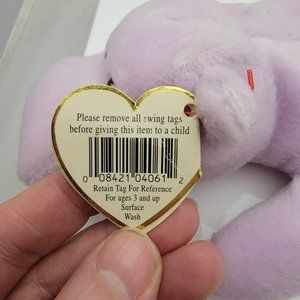 Please remove all swing tags
before giving this item to a child
0 08421 04061 2
Retain Tag For Reference
For ages 3 and up
Surface
Wash